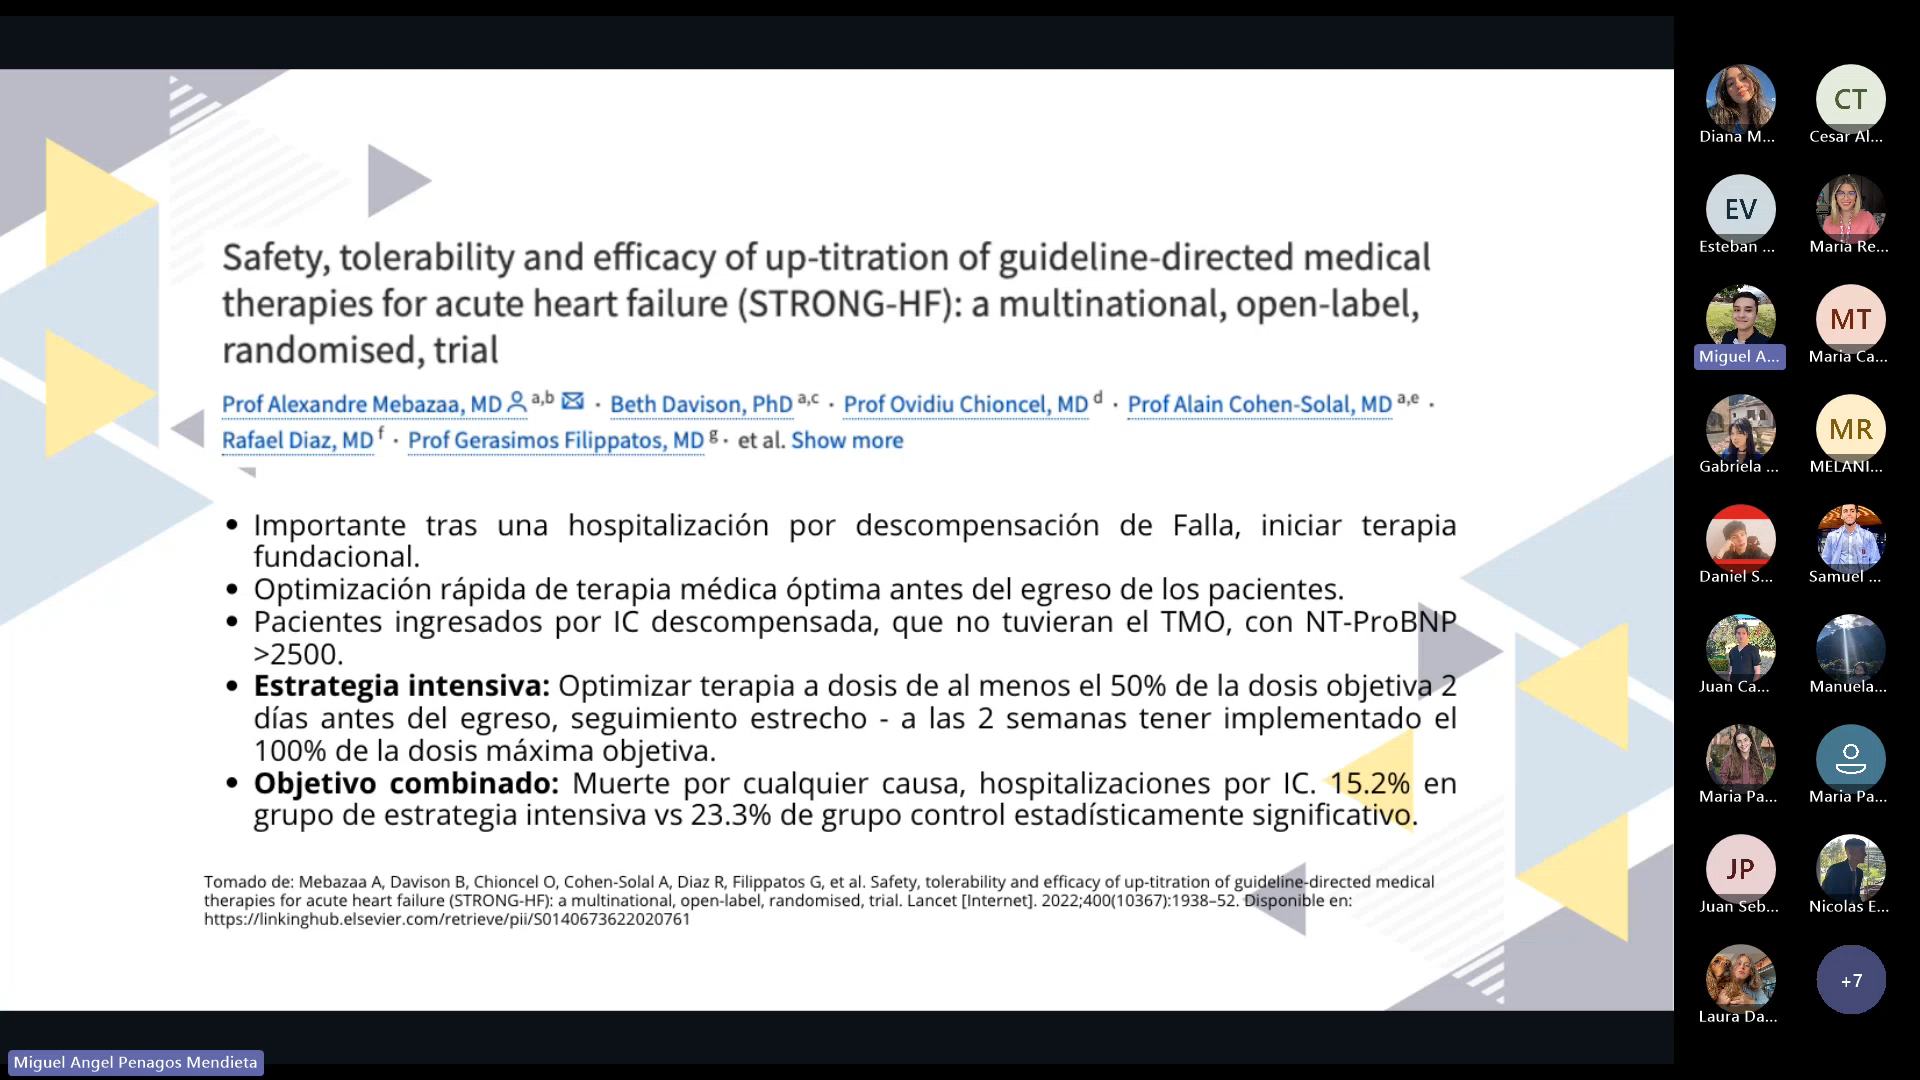 Safety, tolerability and efficacy of up-titration of guideline-directed medical
therapies for acute heart failure (STRONG-HF): a multinational, open-label,
randomised, trial
Prof Alexandre Mebazaa, MD a,b · Beth Davison, PhD a,c · Prof Ovidiu Chioncel, MD d · Prof Alain Cohen-Solal, MD a,e ·
Rafael Diaz, MD f · Prof Gerasimos Filippatos, MD g · et al. Show more
• Importante tras una hospitalización por descompensación de Falla, iniciar terapia
fundacional.
• Optimización rápida de terapia médica óptima antes del egreso de los pacientes.
• Pacientes ingresados por IC descompensada, que no tuvieran el TMO, con NT-ProBNP
>2500.
• Estrategia intensiva: Optimizar terapia a dosis de al menos el 50% de la dosis objetiva 2
días antes del egreso, seguimiento estrecho - a las 2 semanas tener implementado el
100% de la dosis máxima objetiva.
• Objetivo combinado: Muerte por cualquier causa, hospitalizaciones por IC. 15.2% en
grupo de estrategia intensiva vs 23.3% de grupo control estadísticamente significativo.
Tomado de: Mebazaa A, Davison B, Chioncel O, Cohen-Solal A, Diaz R, Filippatos G, et al. Safety, tolerability and efficacy of up-titration of guideline-directed medical
therapies for acute heart failure (STRONG-HF): a multinational, open-label, randomised, trial. Lancet [Internet]. 2022;400(10367):1938–52. Disponible en:
https://linkinghub.elsevier.com/retrieve/pii/S0140673622020761
Miguel Angel Penagos Mendieta
Diana M...
CT
Cesar Al...
EV
Esteban ...
Maria Re...
Miguel A...
MT
Maria Ca...
Gabriela ...
MR
MELANI...
Daniel S...
Samuel ...
Juan Ca...
Manuela...
Maria Pa...
Maria Pa...
JP
Juan Seb...
Nicolas E...
Laura Da...
+7